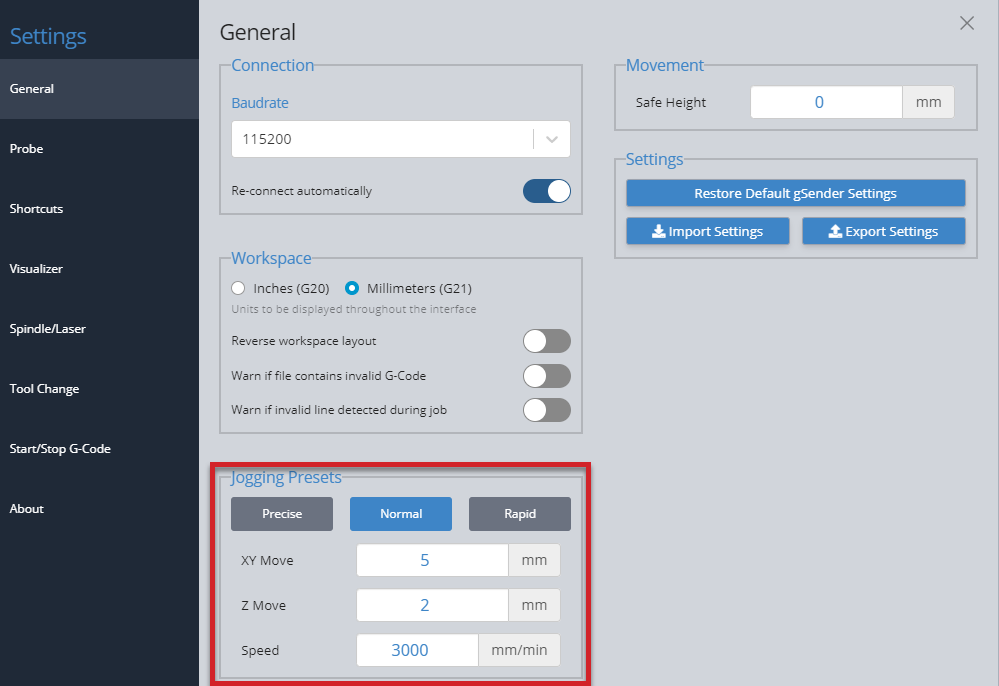 Settings
General
Probe
Shortcuts
Visualizer
Spindle/Laser
Tool Change
Start/Stop G-Code
About
General
Connection
Baudrate
115200
Re-connect automatically
Workspace
Inches (G20) Millimeters (G21)
Units to be displayed throughout the interface
Reverse workspace layout
Warn if file contains invalid G-Code
Warn if invalid line detected during job
Jogging Presets
Precise Normal Rapid
XY Move 5 mm
Z Move 2 mm
Speed 3000 mm/min
Movement
Safe Height 0 mm
Settings
Restore Default gSender Settings
Import Settings Export Settings